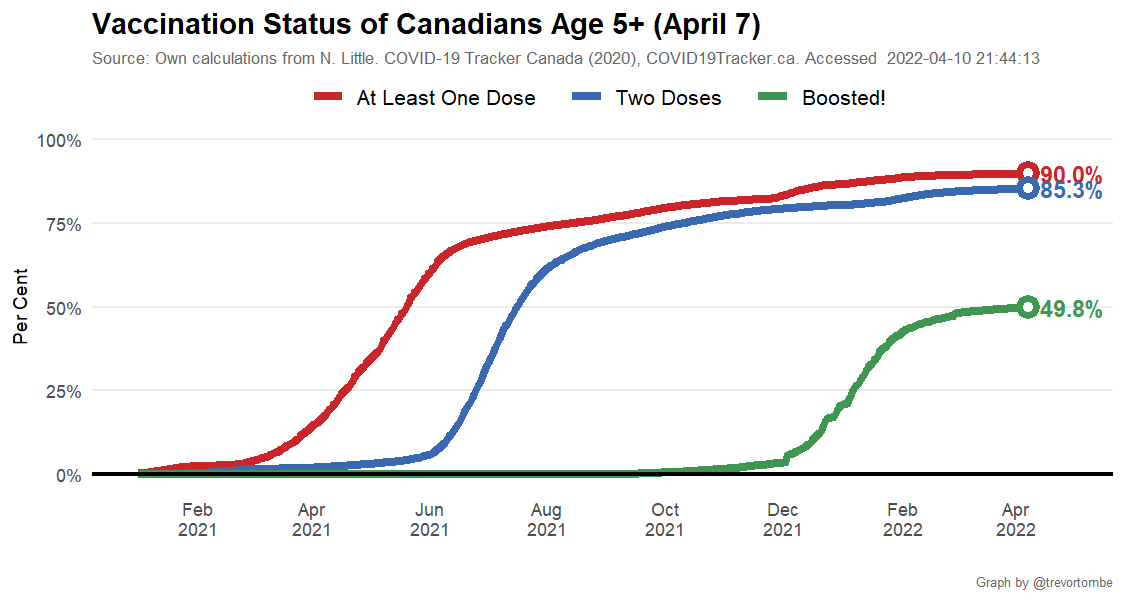 Vaccination Status of Canadians Age 5+ (April 7)
Source: Own calculations from N. Little. COVID-19 Tracker Canada (2020), COVID19Tracker.ca. Accessed  2022-04-10 21:44:13
At Least One Dose Two Doses Boosted!
Per Cent
100%
75%
50%
25%
0%
90.0%
85.3%
49.8%
Feb Apr Jun Aug Oct Dec Feb Apr
2021 2021 2021 2021 2021 2021 2022 2022
Graph by @trevortombe